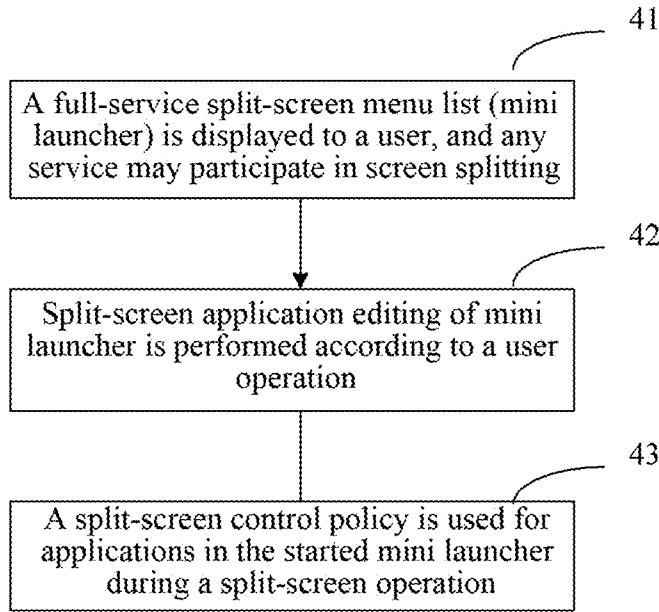 41
A full-service split-screen menu list (mini
launcher) is displayed to a user, and any
service may participate in screen splitting
42
Split-screen application editing of mini
launcher is performed according to a user
operation
43
A split-screen control policy is used for
applications in the started mini launcher
during a split-screen operation